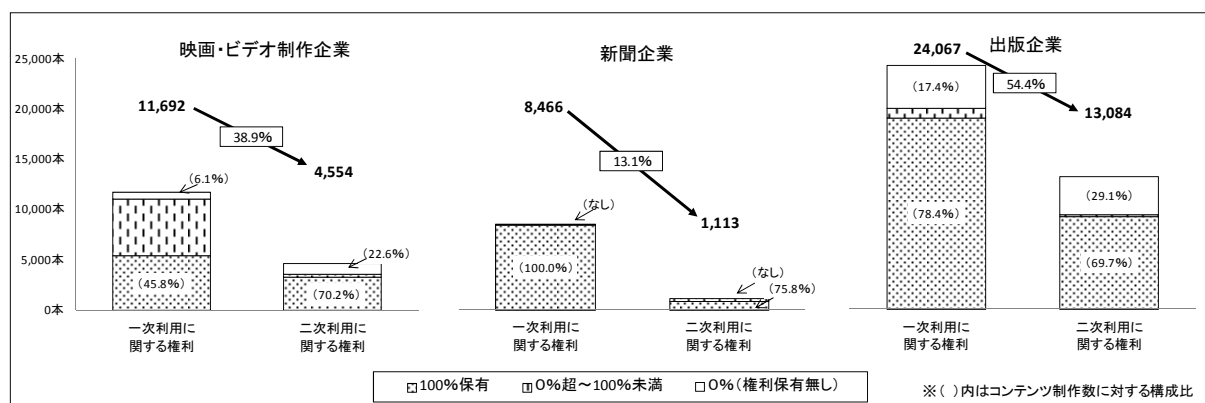 映画・ビデオ制作企業
25,000本
20,000本
15,000本
10,000本
5,000本
0本
11,692
38.9%
4,554
(6.1%)
(45.8%)
(22.6%)
(70.2%)
一次利用に
関する権利
二次利用に
関する権利
新聞企業
8,466
13.1%
1,113
(なし)
(100.0%)
(なし)
(75.8%)
一次利用に
関する権利
二次利用に
関する権利
出版企業
24,067
54.4%
13,084
(17.4%)
(78.4%)
(29.1%)
(69.7%)
一次利用に
関する権利
二次利用に
関する権利
100%保有
0%超～100%未満
0%(権利保有無し)
※( )内はコンテンツ制作数に対する構成比